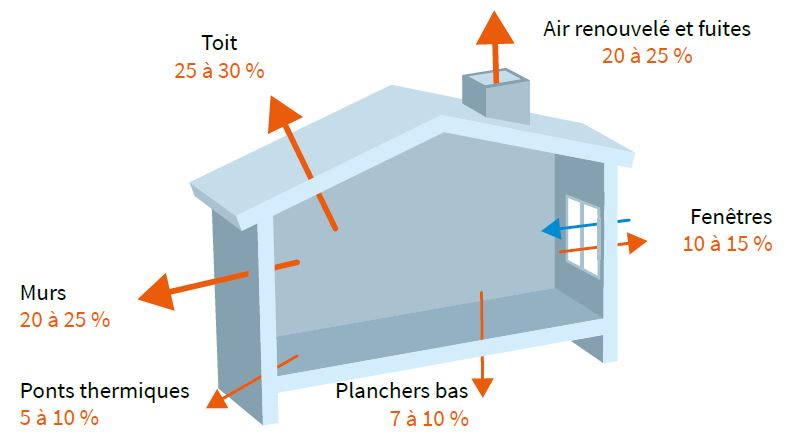 Toit
25 à 30 %
Air renouvelé et fuites
20 à 25 %
Fenêtres
10 à 15 %
Murs
20 à 25 %
Ponts thermiques
5 à 10 %
Planchers bas
7 à 10 %